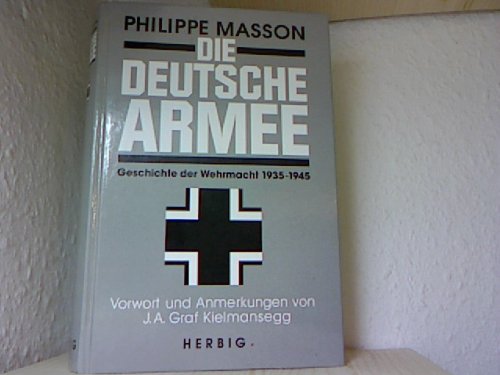 PHILIPPE MASSON
DIE
DEUTSCHE
ARMEE
Geschichte der Wehrmacht 1935-1945
Vorwort und Anmerkungen von
J.A. Graf Kielmansegg
HERBIG